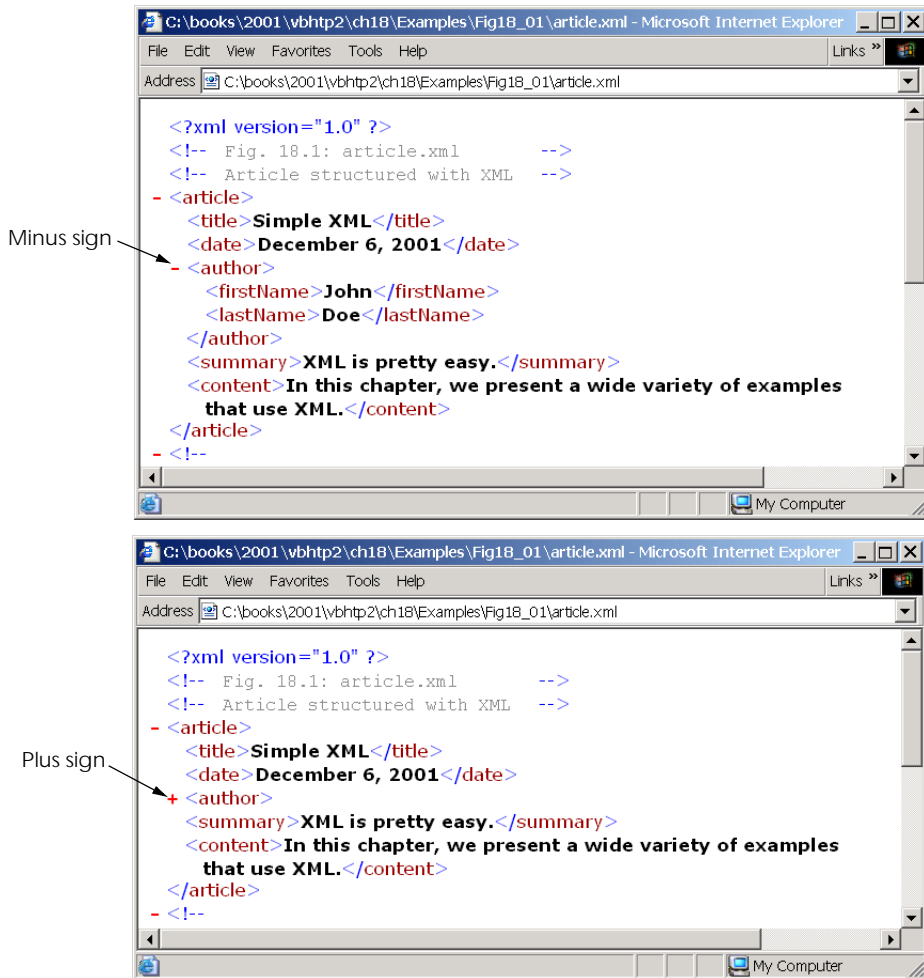 C:\books\2001\vbhtp2\ch18\Examples\Fig18_01\article.xml - Microsoft Internet Explorer
File Edit View Favorites Tools Help Links »
Address C:\books\2001\vbhtp2\ch18\Examples\Fig18_01\article.xml
<?xml version="1.0" ?>
<!-- Fig. 18.1: article.xml -->
<!-- Article structured with XML -->
- <article>
<title>Simple XML</title>
<date>December 6, 2001</date>
Minus sign
- <author>
<firstName>John</firstName>
<lastName>Doe</lastName>
</author>
<summary>XML is pretty easy.</summary>
<content>In this chapter, we present a wide variety of examples
that use XML.</content>
</article>
- <!--
My Computer
C:\books\2001\vbhtp2\ch18\Examples\Fig18_01\article.xml - Microsoft Internet Explorer
File Edit View Favorites Tools Help Links »
Address C:\books\2001\vbhtp2\ch18\Examples\Fig18_01\article.xml
<?xml version="1.0" ?>
<!-- Fig. 18.1: article.xml -->
<!-- Article structured with XML -->
- <article>
<title>Simple XML</title>
<date>December 6, 2001</date>
Plus sign
+ <author>
<summary>XML is pretty easy.</summary>
<content>In this chapter, we present a wide variety of examples
that use XML.</content>
</article>
- <!--
My Computer